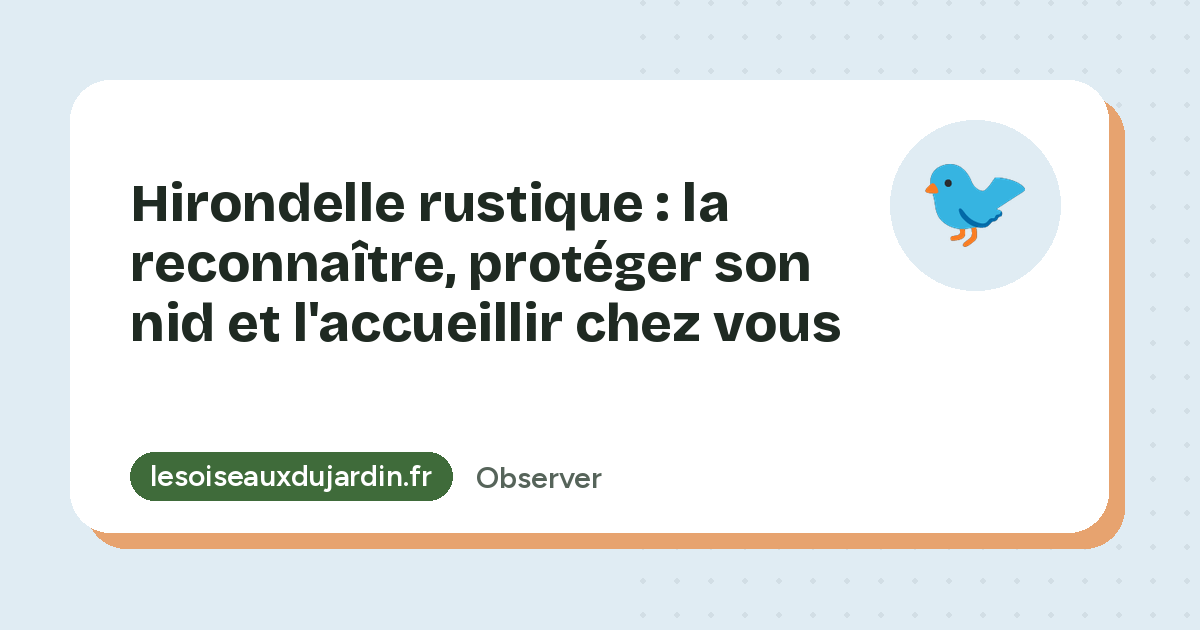 Hirondelle rustique : la
reconnaître, protéger son
nid et l'accueillir chez vous
lesoiseauxdujardin.fr
Observer